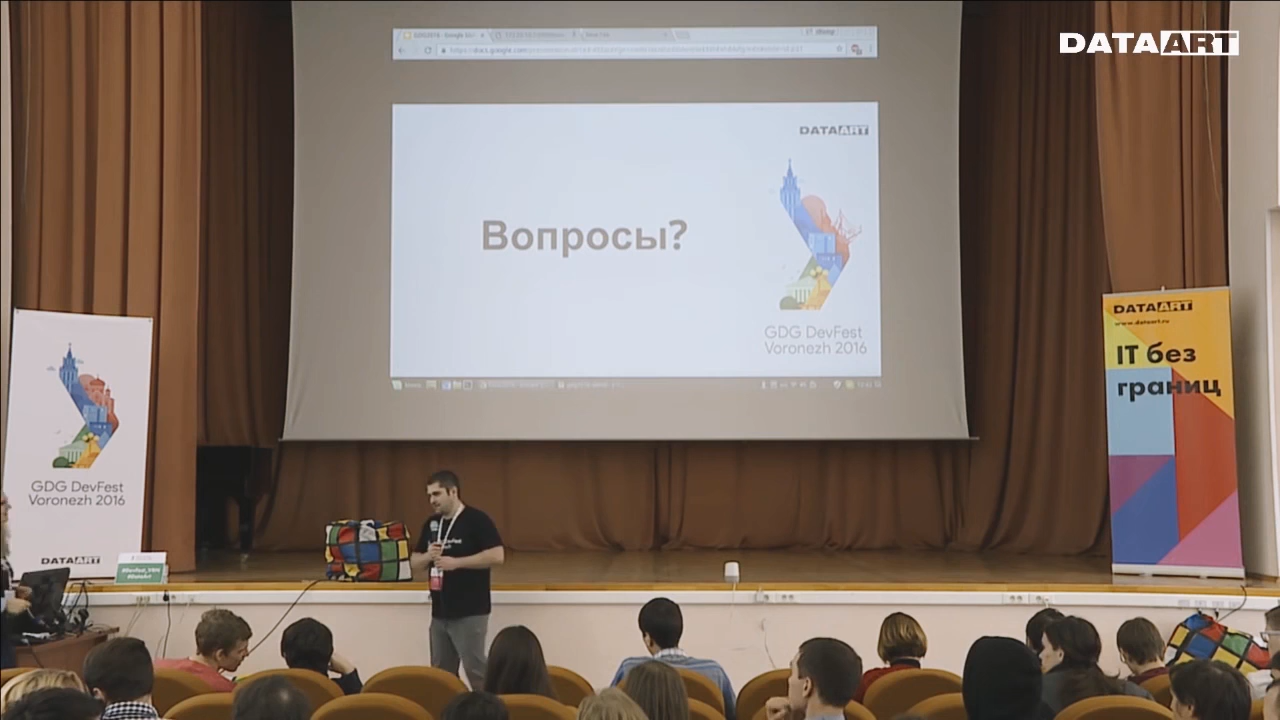 DATAART
DATAART
Вопросы?
GDG DevFest
Voronezh 2016
GDG DevFest
Voronezh 2016
DATAART
DATAART
www.dataart.ru
IT без
границ